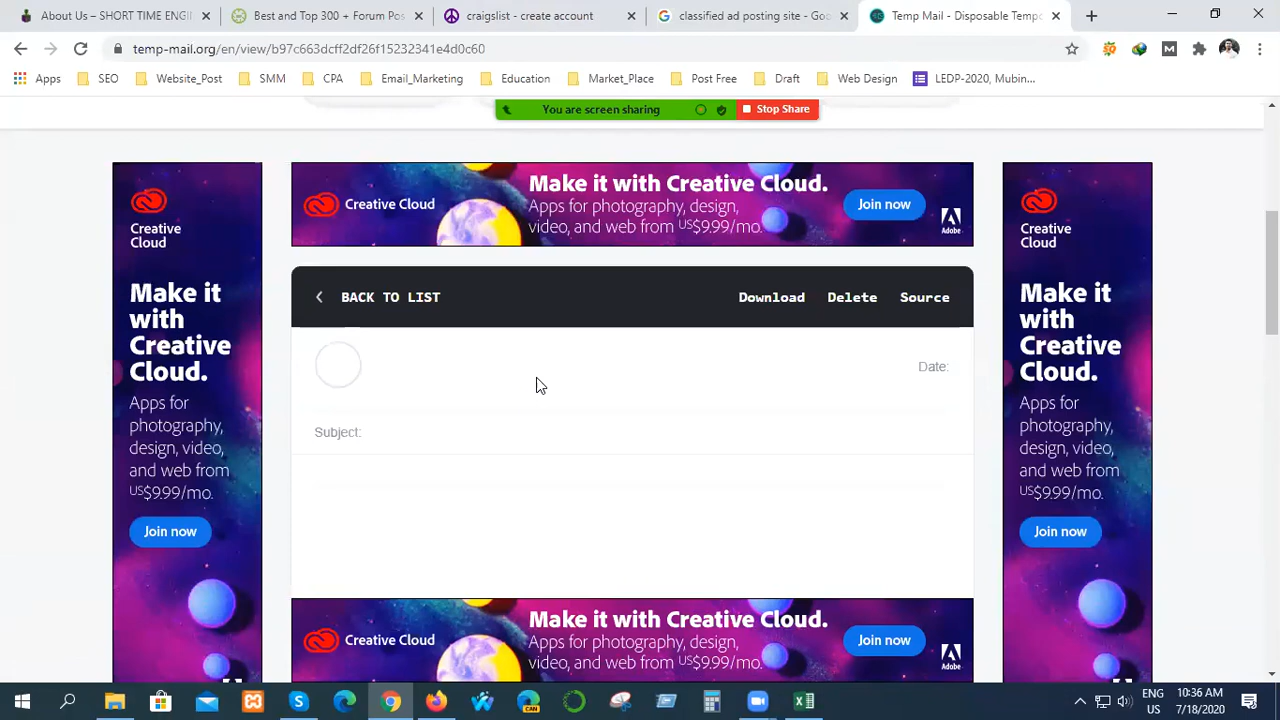 About Us – SHORT TIME ENGI
Best and Top 300 + Forum Pos
craigslist - create account
classified ad posting site - Goo
Temp Mail - Disposable Tempo
temp-mail.org/en/view/b97c663dcff2df26f15232341e4d0c60
Apps
SEO
Website_Post
SMM
CPA
Email_Marketing
Education
Market_Place
Post Free
Draft
Web Design
LEDP-2020, Mubin...
You are screen sharing
Stop Share
Creative Cloud
Make it with Creative Cloud.
Apps for photography, design,
video, and web from US$9.99/mo.
Join now
Adobe
Creative
Cloud
Make it
with
Creative
Cloud.
Apps for
photography,
design, video,
and web from
US$9.99/mo.
Join now
Creative
Cloud
Make it
with
Creative
Cloud.
Apps for
photography,
design, video,
and web from
US$9.99/mo.
Join now
BACK TO LIST
Download
Delete
Source
Date:
Subject:
Creative Cloud
Make it with Creative Cloud.
Apps for photography, design,
video, and web from US$9.99/mo.
Join now
Adobe
ENG
US
10:36 AM
7/18/2020